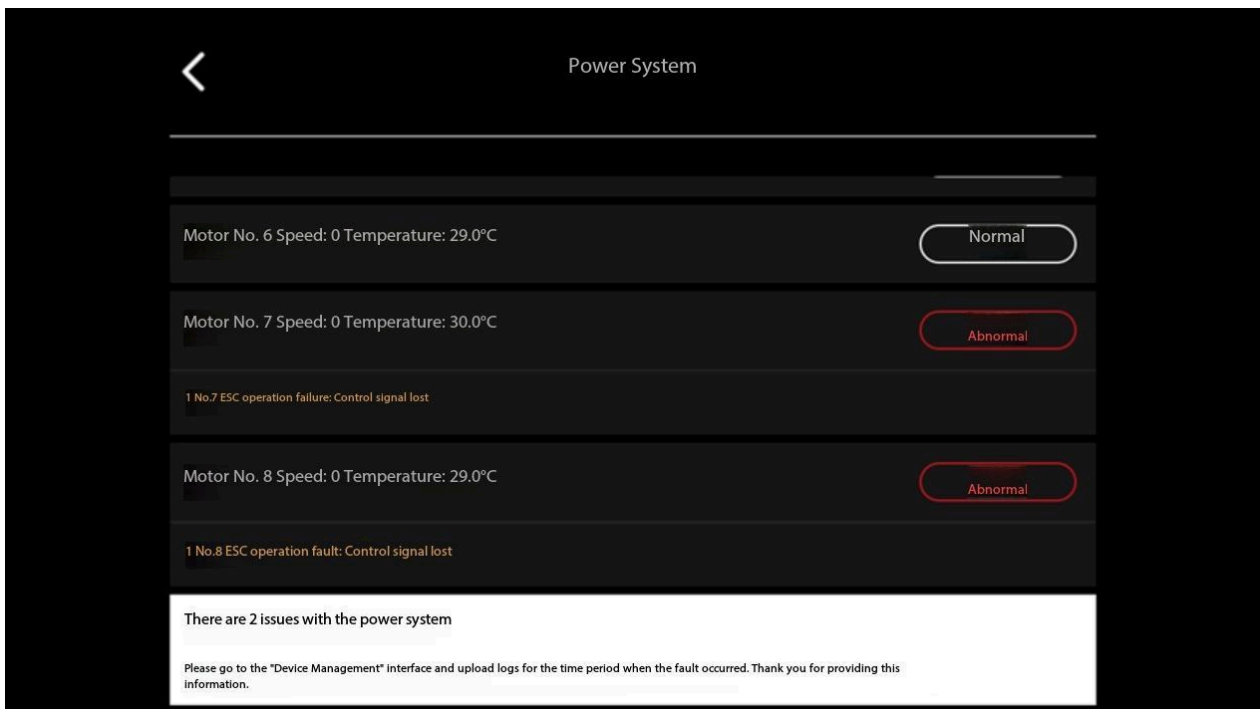 Power System
Motor No. 6 Speed: 0 Temperature: 29.0°C
Normal
Motor No. 7 Speed: 0 Temperature: 30.0°C
Abnormal
1 No.7 ESC operation failure: Control signal lost
Motor No. 8 Speed: 0 Temperature: 29.0°C
Abnormal
1 No.8 ESC operation fault: Control signal lost
There are 2 issues with the power system
Please go to the "Device Management" interface and upload logs for the time period when the fault occurred. Thank you for providing this
information.